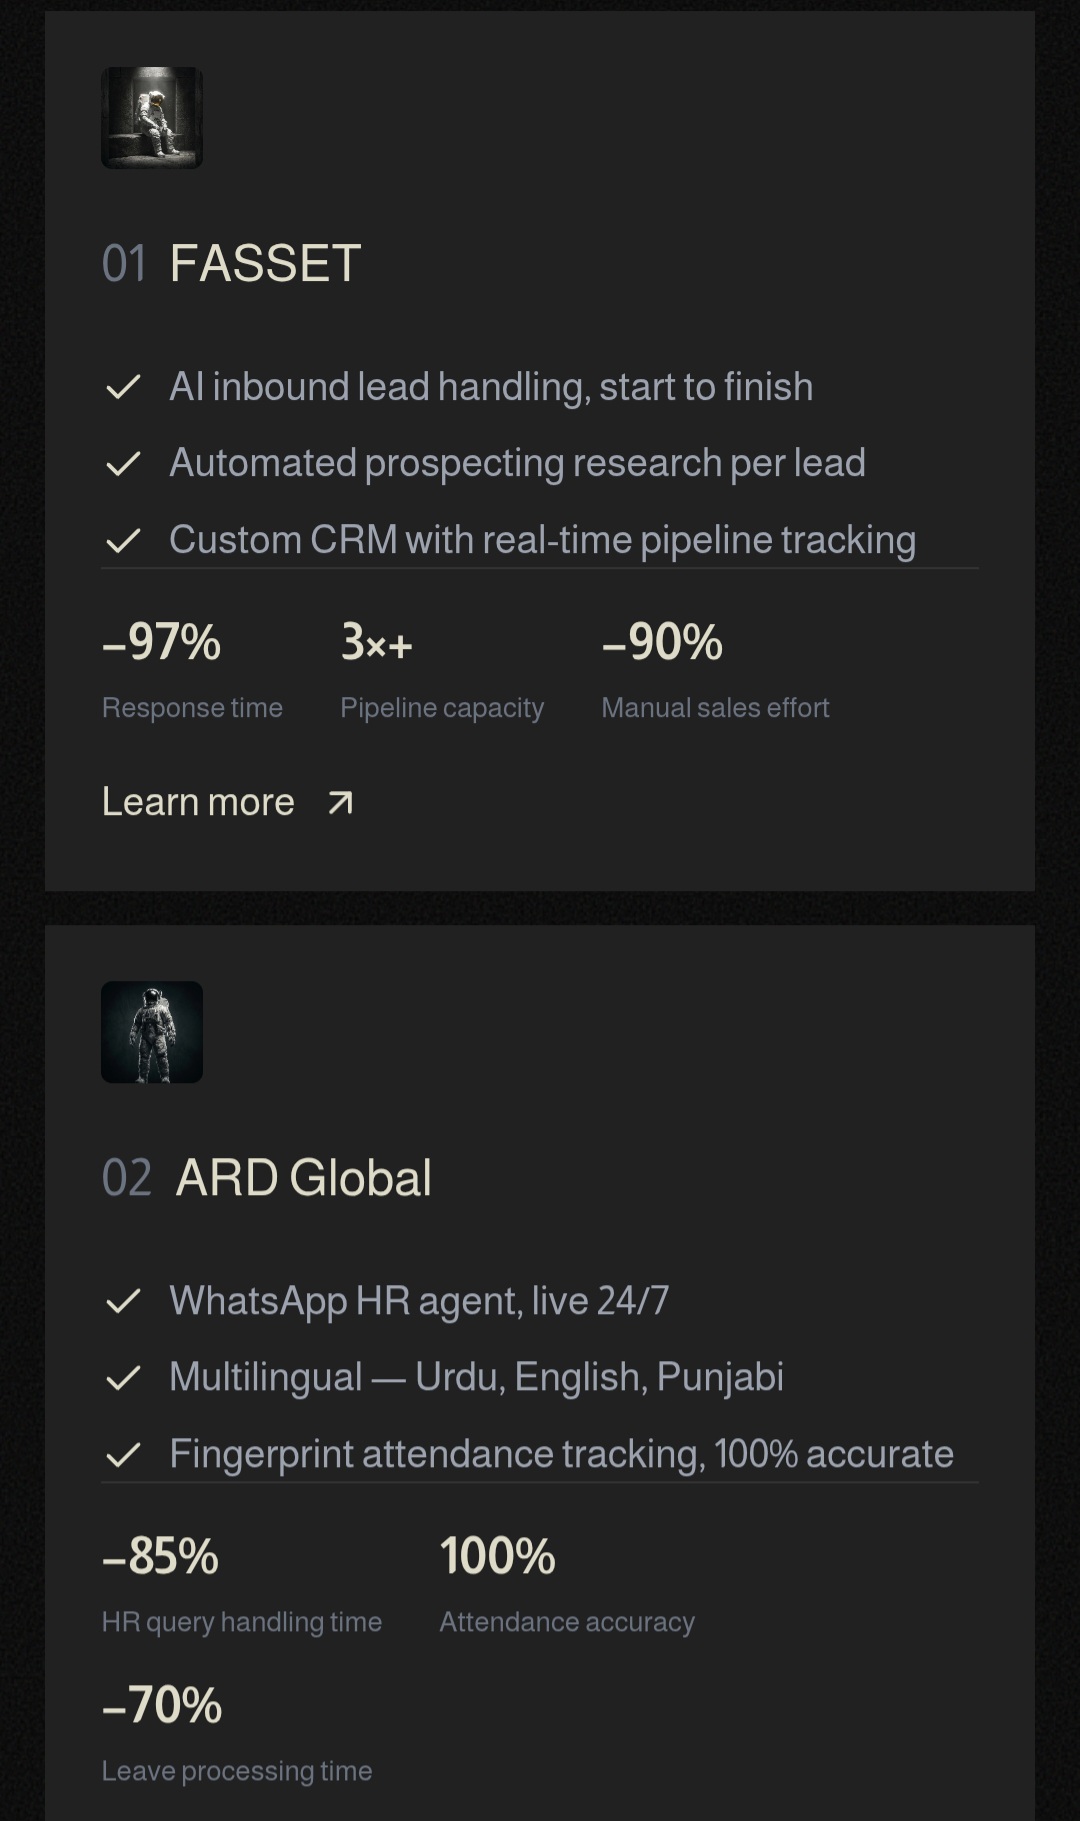 01 FASSET
AI inbound lead handling, start to finish
Automated prospecting research per lead
Custom CRM with real-time pipeline tracking
–97% 3×+ –90%
Response time Pipeline capacity Manual sales effort
Learn more
02 ARD Global
WhatsApp HR agent, live 24/7
Multilingual — Urdu, English, Punjabi
Fingerprint attendance tracking, 100% accurate
–85% 100%
HR query handling time Attendance accuracy
–70%
Leave processing time